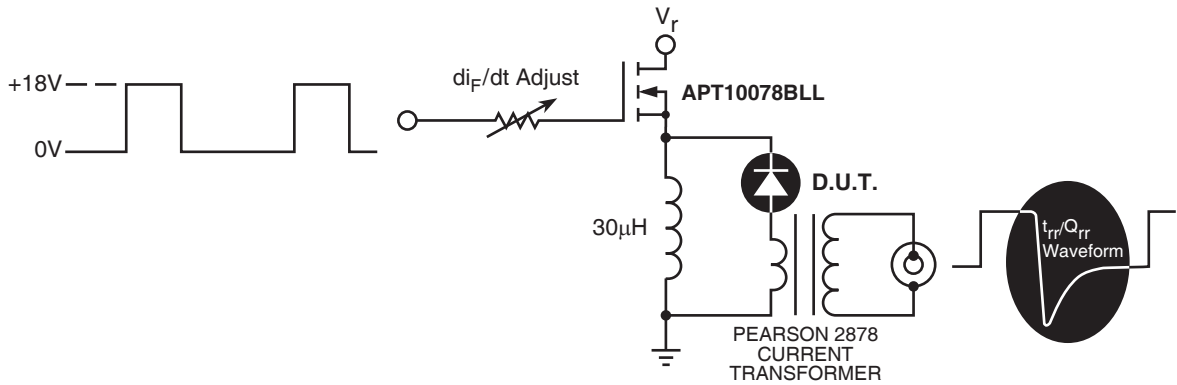 V_r
+18V
di_F/dt Adjust
APT10078BLL
0V
D.U.T.
30μH
t_rr/Q_rr
Waveform
PEARSON 2878
CURRENT
TRANSFORMER